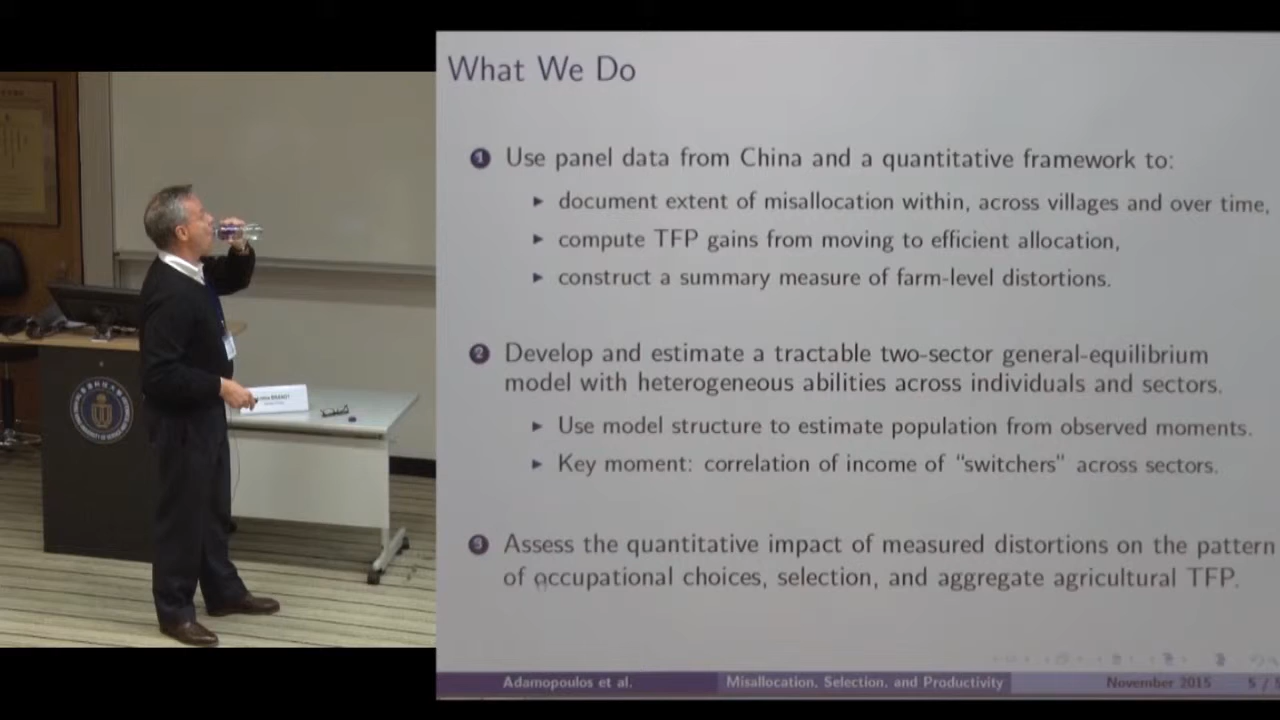 What We Do
1 Use panel data from China and a quantitative framework to:
document extent of misallocation within, across villages and over time,
compute TFP gains from moving to efficient allocation,
construct a summary measure of farm-level distortions.
2 Develop and estimate a tractable two-sector general-equilibrium
model with heterogeneous abilities across individuals and sectors.
Use model structure to estimate population from observed moments.
Key moment: correlation of income of "switchers" across sectors.
3 Assess the quantitative impact of measured distortions on the pattern
of occupational choices, selection, and aggregate agricultural TFP.
Adamopoulos et al. Misallocation, Selection, and Productivity November 2015 5 /